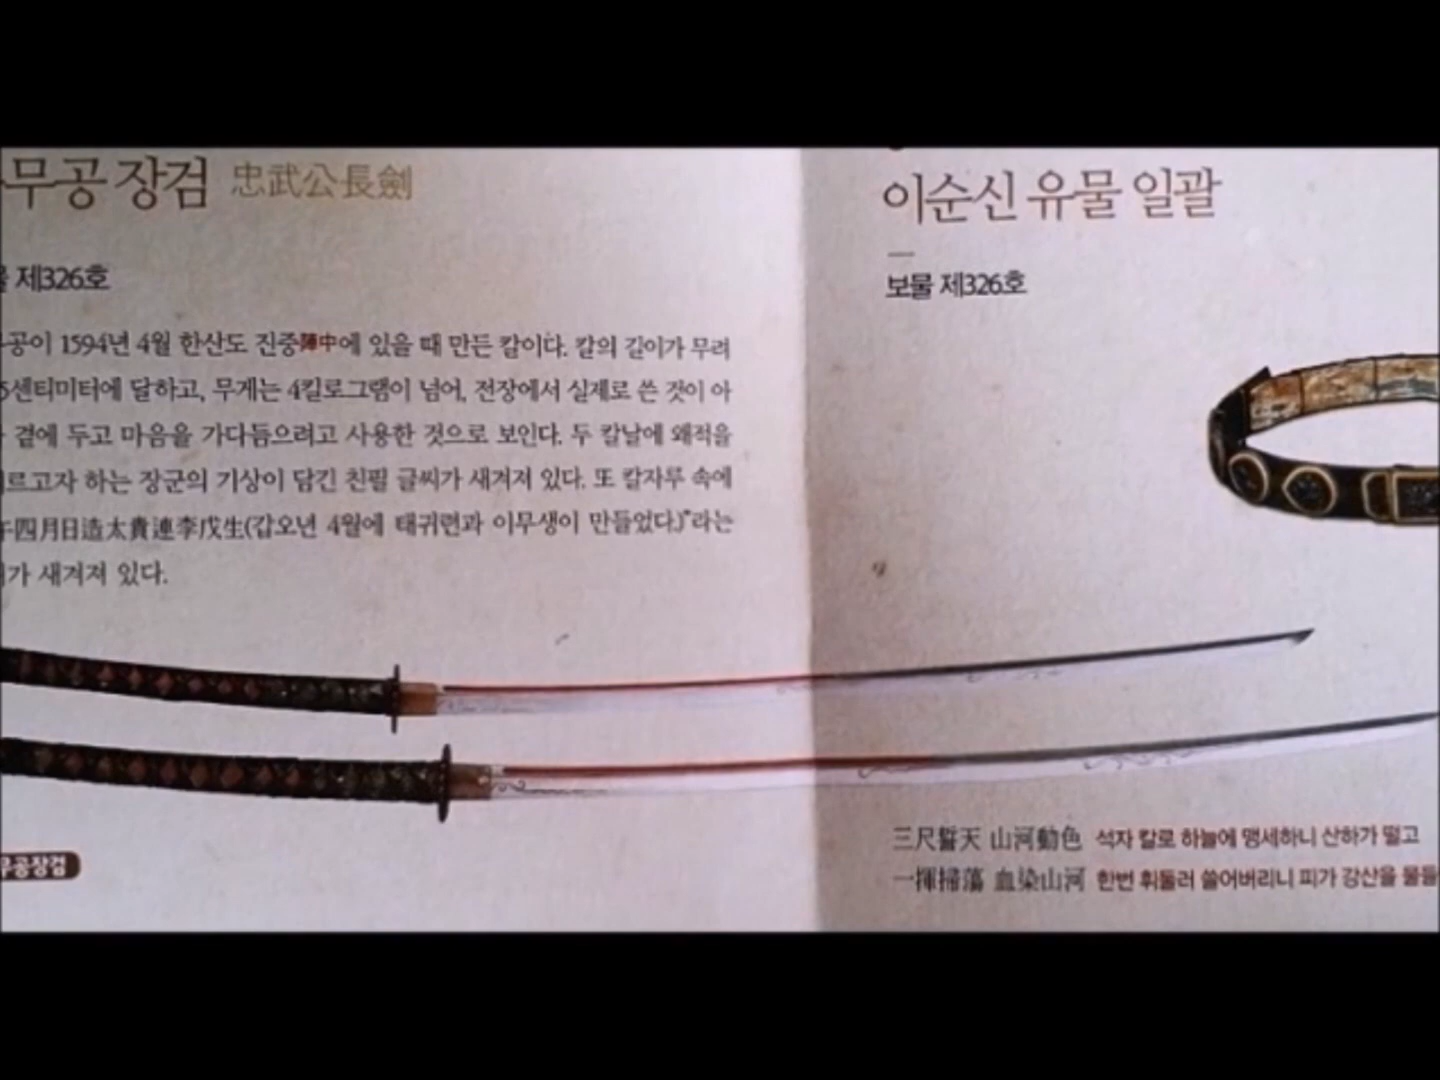 무공 장검 忠武公長劍
제326호
공이 1594년 4월 한산도 진중陣中에 있을 때 만든 칼이다. 칼의 길이가 무려
센티미터에 달하고, 무게는 4킬로그램이 넘어, 전장에서 실제로 쓴 것이 아
곁에 두고 마음을 가다듬으려고 사용한 것으로 보인다. 두 칼날에 왜적을
르고자 하는 장군의 기상이 담긴 친필 글씨가 새겨져 있다. 또 칼자루 속에
午四月日造太貴連李戊生(갑오년 4월에 태귀련과 이무생이 만들었다.)"라는
가 새겨져 있다.
무공장검
이순신 유물 일괄
보물 제326호
三尺誓天 山河動色 석자 칼로 하늘에 맹세하니 산하가 떨고
一揮掃蕩 血染山河 한번 휘둘러 쓸어버리니 피가 강산을 물들